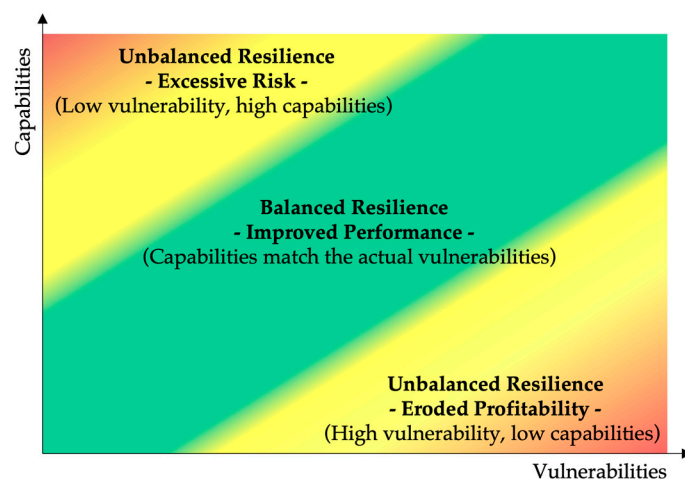 Capabilities
Unbalanced Resilience
- Excessive Risk -
(Low vulnerability, high capabilities)
Balanced Resilience
- Improved Performance -
(Capabilities match the actual vulnerabilities)
Unbalanced Resilience
- Eroded Profitability -
(High vulnerability, low capabilities)
Vulnerabilities